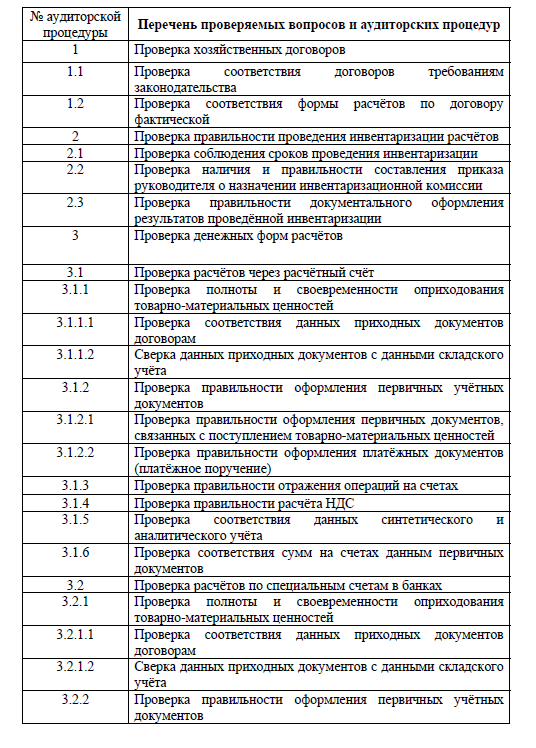 № аудиторской процедуры Перечень проверяемых вопросов и аудиторских процедур
1 Проверка хозяйственных договоров
1.1 Проверка соответствия договоров требованиям
законодательства
1.2 Проверка соответствия формы расчётов по договору
фактической
2 Проверка правильности проведения инвентаризации расчётов
2.1 Проверка соблюдения сроков проведения инвентаризации
2.2 Проверка наличия и правильности составления приказа
руководителя о назначении инвентаризационной комиссии
2.3 Проверка правильности документального оформления
результатов проведённой инвентаризации
3 Проверка денежных форм расчётов
3.1 Проверка расчётов через расчётный счёт
3.1.1 Проверка полноты и своевременности оприходования
товарно-материальных ценностей
3.1.1.1 Проверка соответствия данных приходных документов
договорам
3.1.1.2 Сверка данных приходных документов с данными складского
учёта
3.1.2 Проверка правильности оформления первичных учётных
документов
3.1.2.1 Проверка правильности оформления первичных документов,
связанных с поступлением товарно-материальных ценностей
3.1.2.2 Проверка правильности оформления платёжных документов
(платёжное поручение)
3.1.3 Проверка правильности отражения операций на счетах
3.1.4 Проверка правильности расчёта НДС
3.1.5 Проверка соответствия данных синтетического и
аналитического учёта
3.1.6 Проверка соответствия сумм на счетах данным первичных
документов
3.2 Проверка расчётов по специальным счетам в банках
3.2.1 Проверка полноты и своевременности оприходования
товарно-материальных ценностей
3.2.1.1 Проверка соответствия данных приходных документов
договорам
3.2.1.2 Сверка данных приходных документов с данными складского
учёта
3.2.2 Проверка правильности оформления первичных учётных
документов